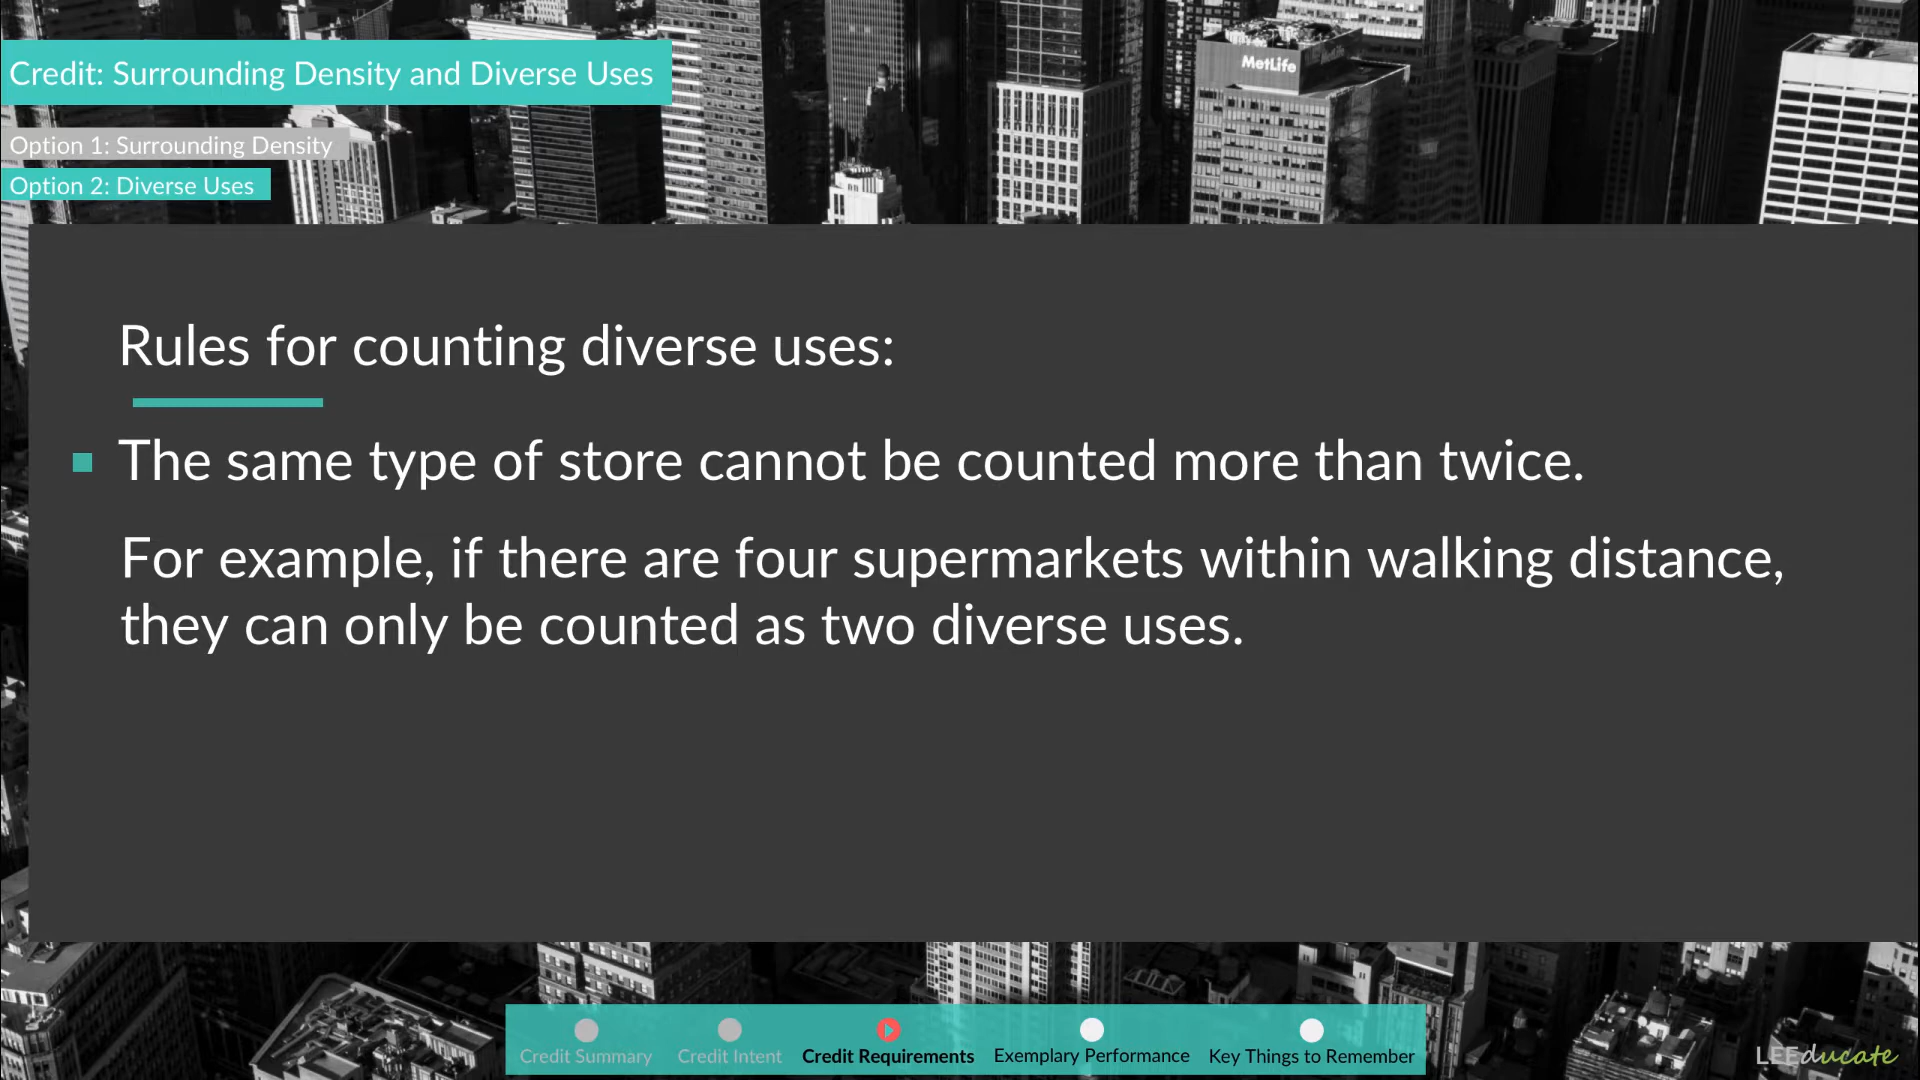 Credit: Surrounding Density and Diverse Uses
MetLife
Option 1: Surrounding Density
Option 2: Diverse Uses
Rules for counting diverse uses:
The same type of store cannot be counted more than twice.
For example, if there are four supermarkets within walking distance,
they can only be counted as two diverse uses.
Credit Summary
Credit Intent
Credit Requirements
Exemplary Performance
Key Things to Remember
LEEducate